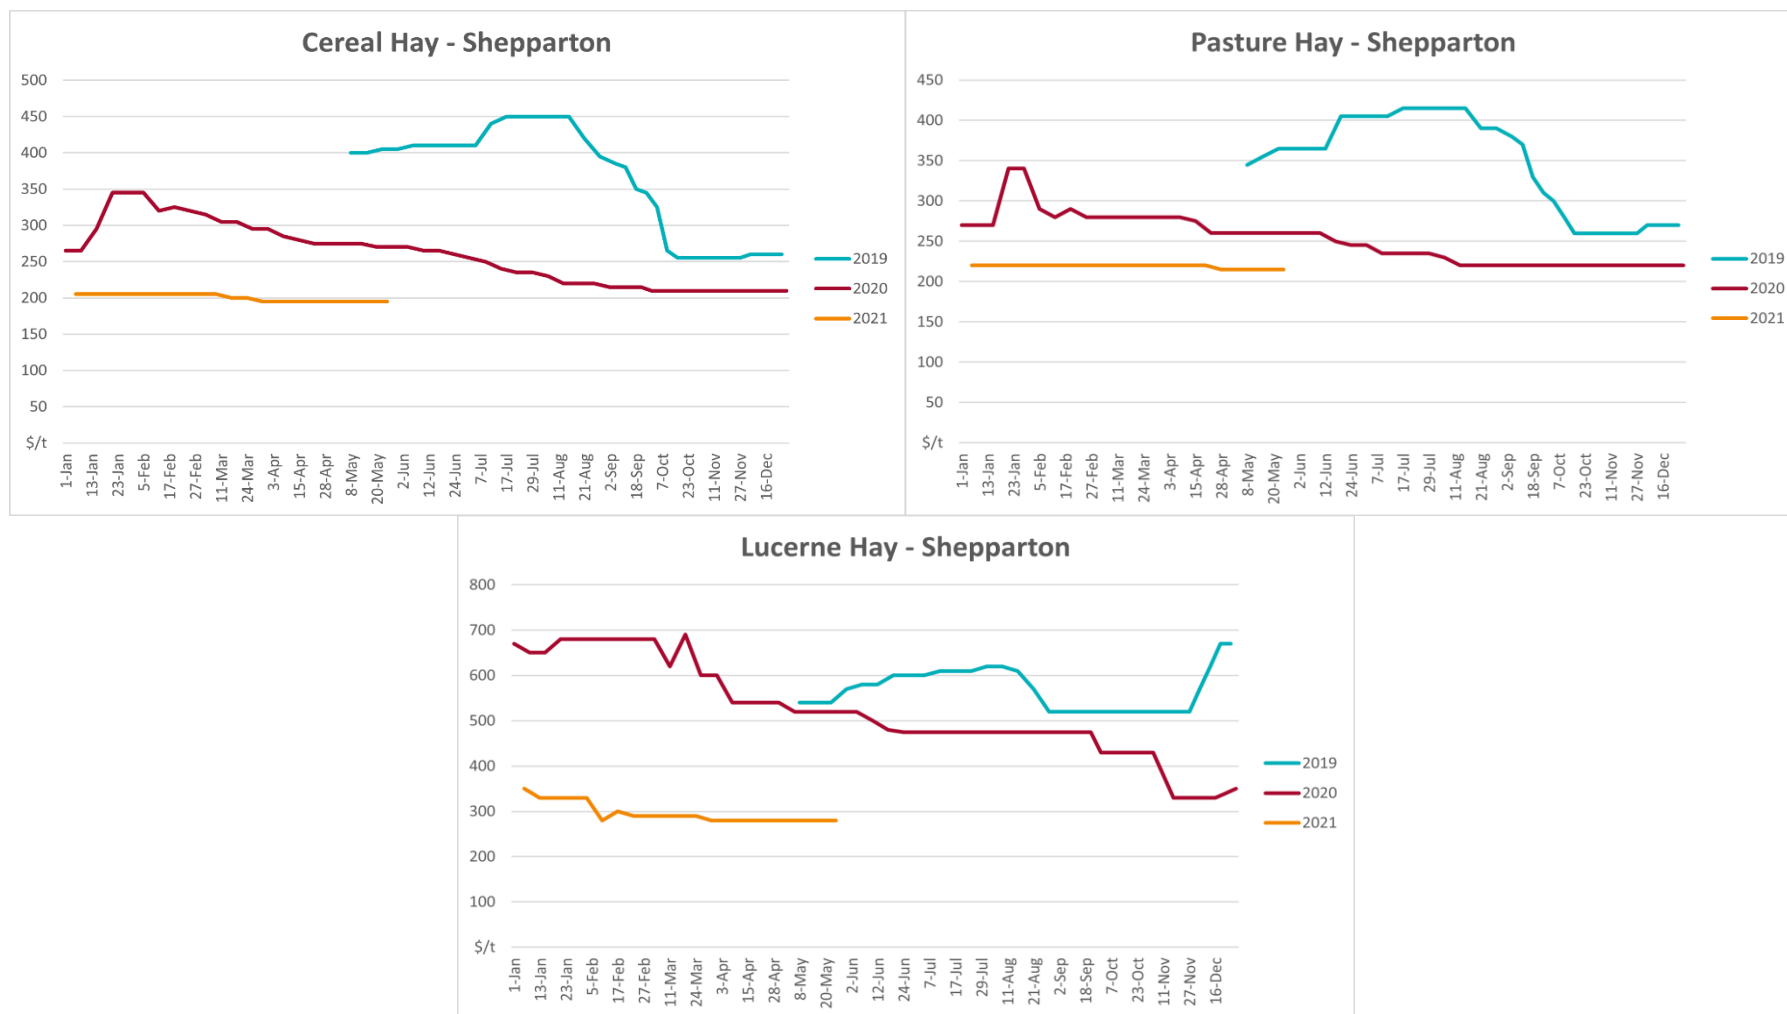 Cereal Hay - Shepparton
500
450
400
350
300
250
200
150
100
50
$/t
1-Jan
13-Jan
23-Jan
5-Feb
17-Feb
27-Feb
11-Mar
24-Mar
3-Apr
15-Apr
28-Apr
8-May
20-May
2-Jun
12-Jun
24-Jun
7-Jul
17-Jul
29-Jul
11-Aug
21-Aug
2-Sep
18-Sep
7-Oct
23-Oct
11-Nov
27-Nov
16-Dec
2019
2020
2021
Pasture Hay - Shepparton
450
400
350
300
250
200
150
100
50
$/t
1-Jan
13-Jan
23-Jan
5-Feb
17-Feb
27-Feb
11-Mar
24-Mar
3-Apr
15-Apr
28-Apr
8-May
20-May
2-Jun
12-Jun
24-Jun
7-Jul
17-Jul
29-Jul
11-Aug
21-Aug
2-Sep
18-Sep
7-Oct
23-Oct
11-Nov
27-Nov
16-Dec
2019
2020
2021
Lucerne Hay - Shepparton
800
700
600
500
400
300
200
100
$/t
1-Jan
13-Jan
23-Jan
5-Feb
17-Feb
27-Feb
11-Mar
24-Mar
3-Apr
15-Apr
28-Apr
8-May
20-May
2-Jun
12-Jun
24-Jun
7-Jul
17-Jul
29-Jul
11-Aug
21-Aug
2-Sep
18-Sep
7-Oct
23-Oct
11-Nov
27-Nov
16-Dec
2019
2020
2021